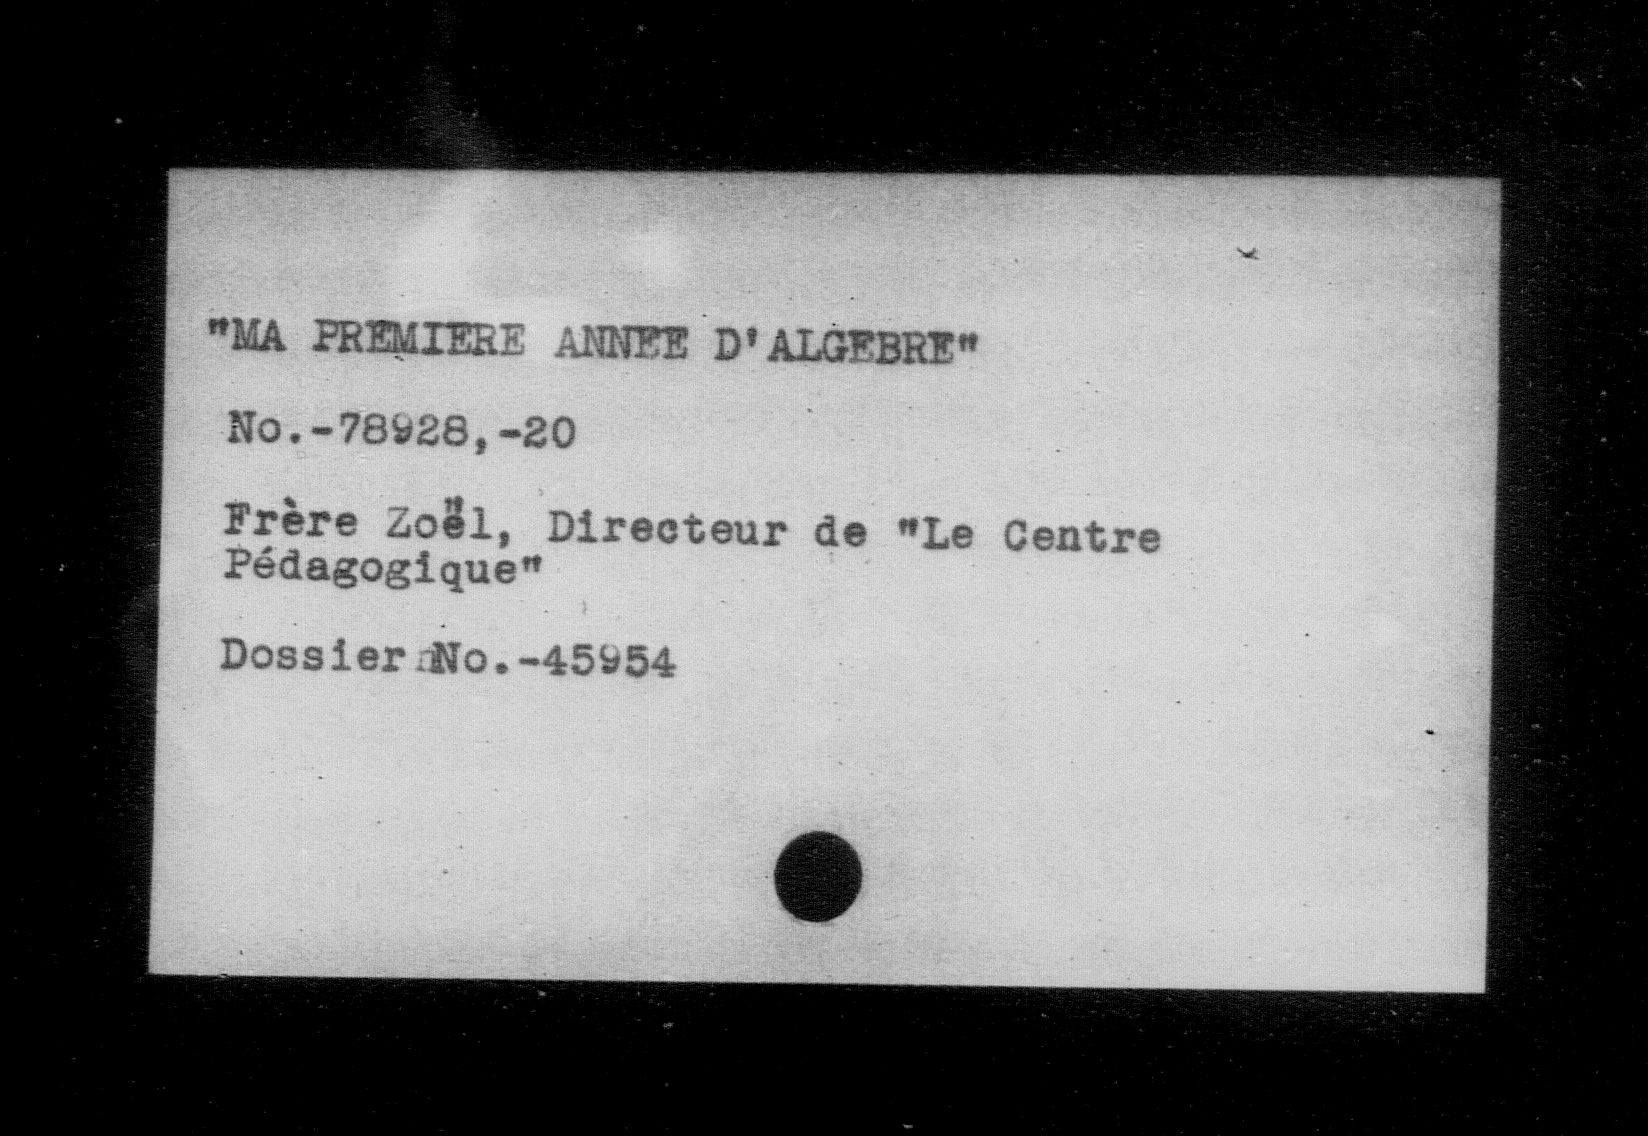 "MA PREMIERE ANNEE D'ALGEBRE"
No.-78928,-20
Frère Zoël, Directeur de "Le Centre
Pédagogique"
Dossier No.-45954